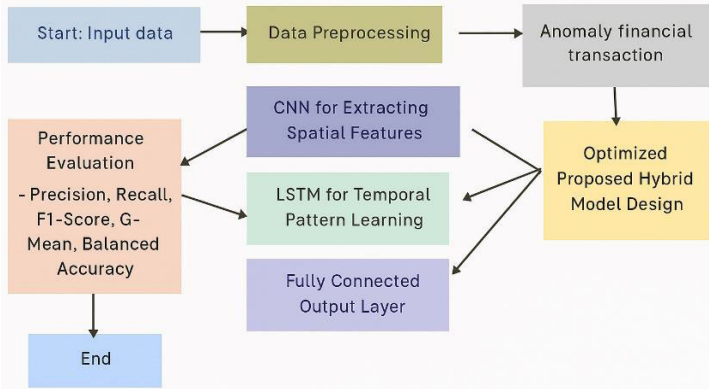 Start: Input data
Data Preprocessing
Anomaly financial
transaction
CNN for Extracting
Spatial Features
Performance
Evaluation
- Precision, Recall,
F1-Score, G-
Mean, Balanced
Accuracy
LSTM for Temporal
Pattern Learning
Optimized
Proposed Hybrid
Model Design
Fully Connected
Output Layer
End